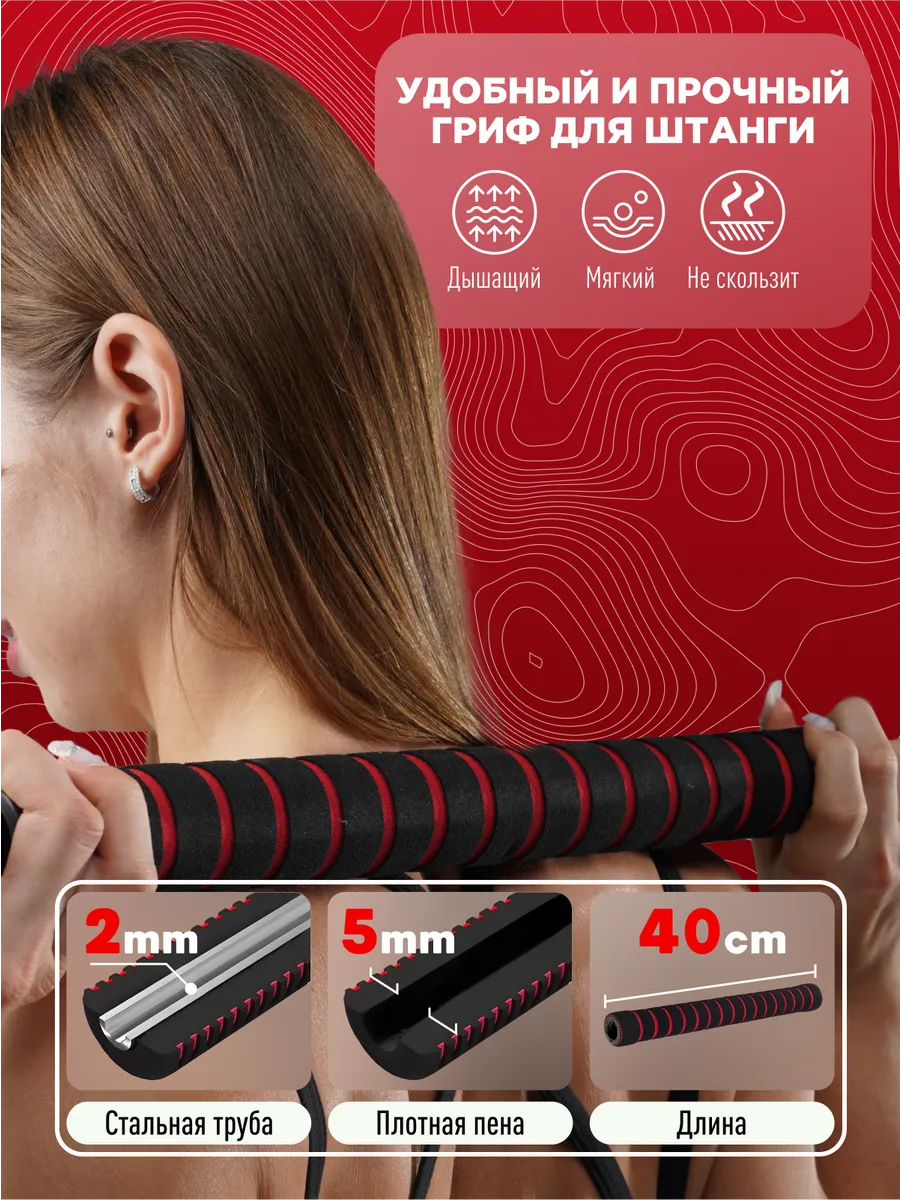 УДОБНЫЙ И ПРОЧНЫЙ
ГРИФ ДЛЯ ШТАНГИ
Дышащий
Мягкий
Не скользит
2mm
5mm
40cm
Стальная труба
Плотная пена
Длина